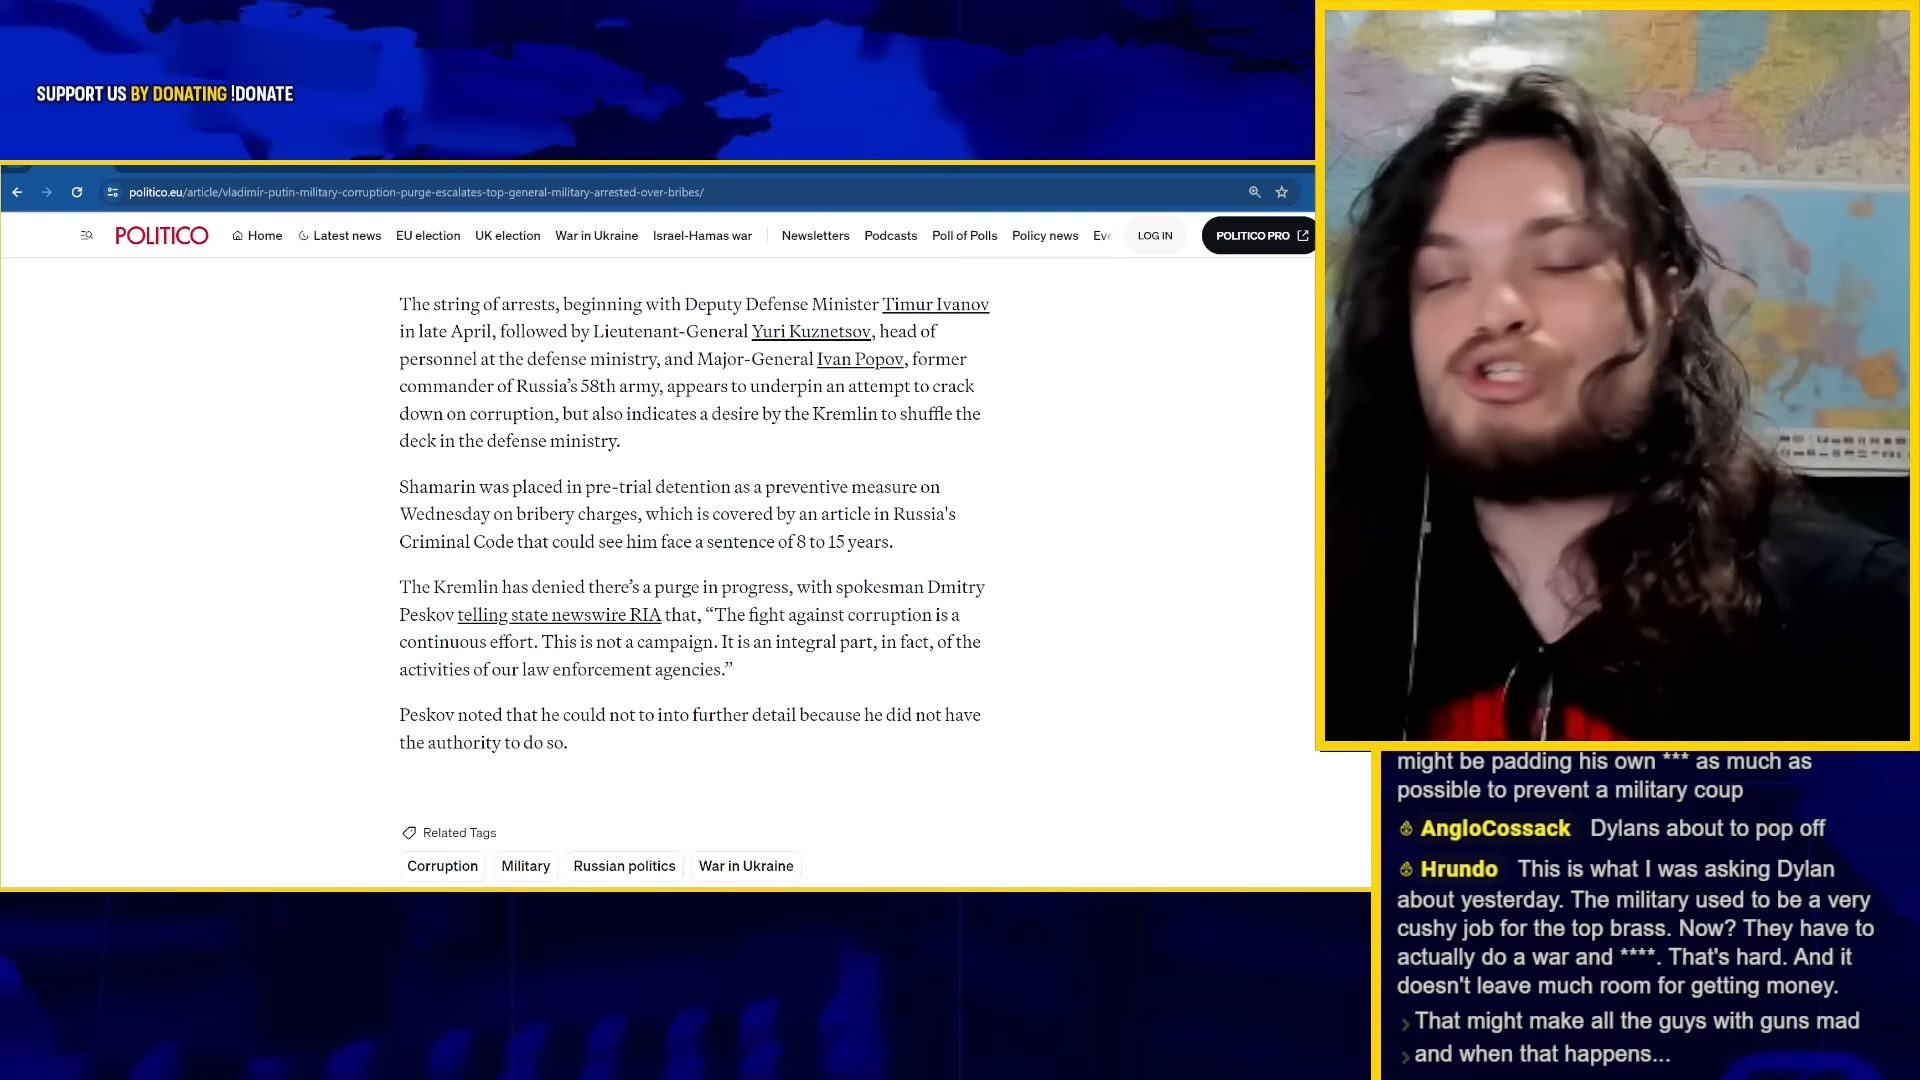 SUPPORT US BY DONATING !DONATE
politico.eu/article/vladimir-putin-military-corruption-purge-escalates-top-general-military-arrested-over-bribes/
POLITICO Home Latest news EU election UK election War in Ukraine Israel-Hamas war Newsletters Podcasts Poll of Polls Policy news Eve LOG IN POLITICO PRO
The string of arrests, beginning with Deputy Defense Minister Timur Ivanov
in late April, followed by Lieutenant-General Yuri Kuznetsov, head of
personnel at the defense ministry, and Major-General Ivan Popov, former
commander of Russia’s 58th army, appears to underpin an attempt to crack
down on corruption, but also indicates a desire by the Kremlin to shuffle the
deck in the defense ministry.
Shamarin was placed in pre-trial detention as a preventive measure on
Wednesday on bribery charges, which is covered by an article in Russia's
Criminal Code that could see him face a sentence of 8 to 15 years.
The Kremlin has denied there’s a purge in progress, with spokesman Dmitry
Peskov telling state newswire RIA that, “The fight against corruption is a
continuous effort. This is not a campaign. It is an integral part, in fact, of the
activities of our law enforcement agencies.”
Peskov noted that he could not to into further detail because he did not have
the authority to do so.
Related Tags
Corruption Military Russian politics War in Ukraine
might be padding his own *** as much as
possible to prevent a military coup
AngloCossack Dylans about to pop off
Hrundo This is what I was asking Dylan
about yesterday. The military used to be a very
cushy job for the top brass. Now? They have to
actually do a war and ****. That's hard. And it
doesn't leave much room for getting money.
That might make all the guys with guns mad
and when that happens...